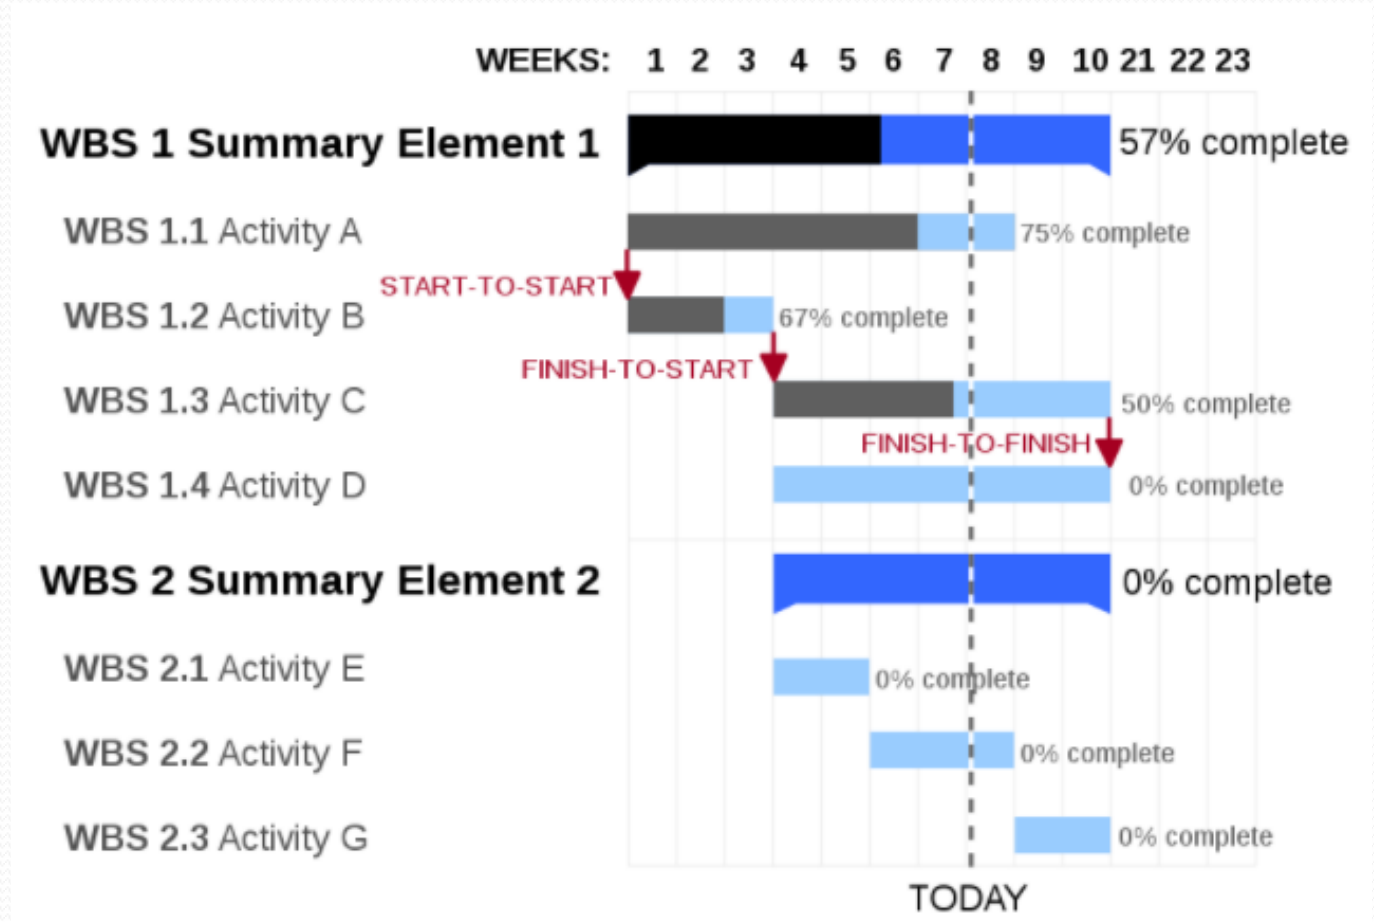 WEEKS: 1 2 3 4 5 6 7 8 9 10 21 22 23
WBS 1 Summary Element 1 57% complete
WBS 1.1 Activity A 75% complete
START-TO-START
WBS 1.2 Activity B 67% complete
FINISH-TO-START
WBS 1.3 Activity C 50% complete
FINISH-TO-FINISH
WBS 1.4 Activity D 0% complete
WBS 2 Summary Element 2 0% complete
WBS 2.1 Activity E 0% complete
WBS 2.2 Activity F 0% complete
WBS 2.3 Activity G 0% complete
TODAY